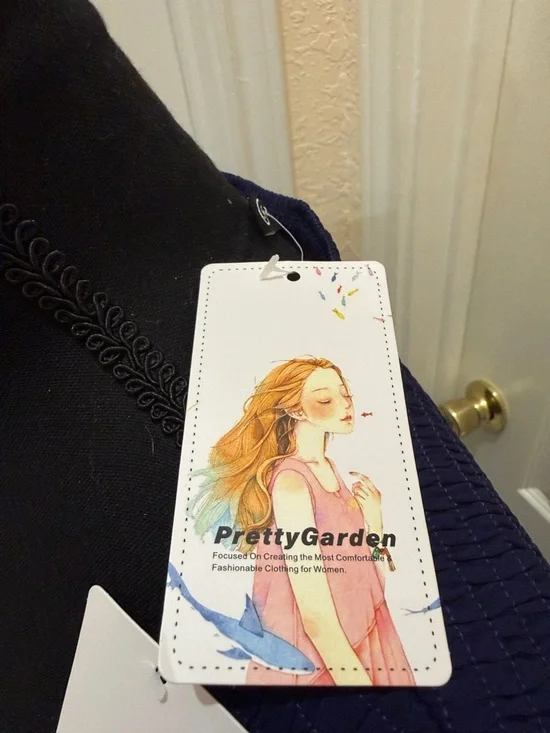 PrettyGarden
Focused On Creating the Most Comfortable &
Fashionable Clothing for Women.